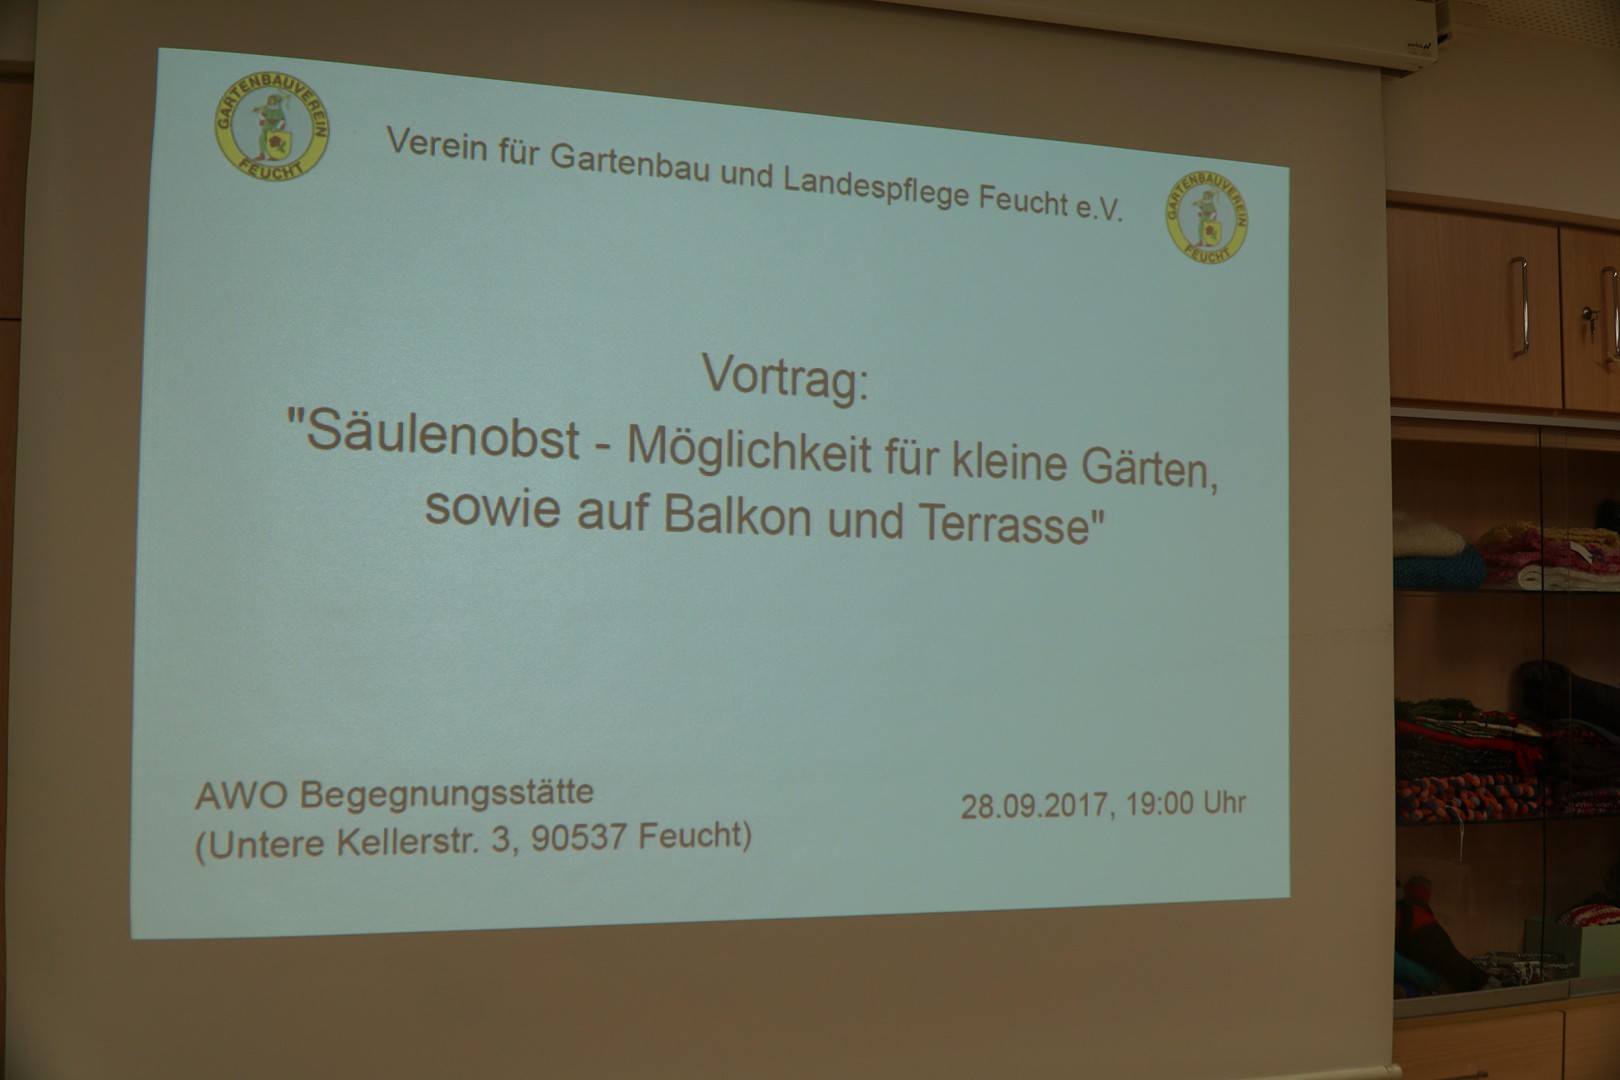 GARTENBAUVEREIN
FEUCHT
Verein für Gartenbau und Landespflege Feucht e.V.
GARTENBAUVEREIN
FEUCHT
Vortrag:
"Säulenobst - Möglichkeit für kleine Gärten,
sowie auf Balkon und Terrasse"
AWO Begegnungsstätte
(Untere Kellerstr. 3, 90537 Feucht)
28.09.2017, 19:00 Uhr